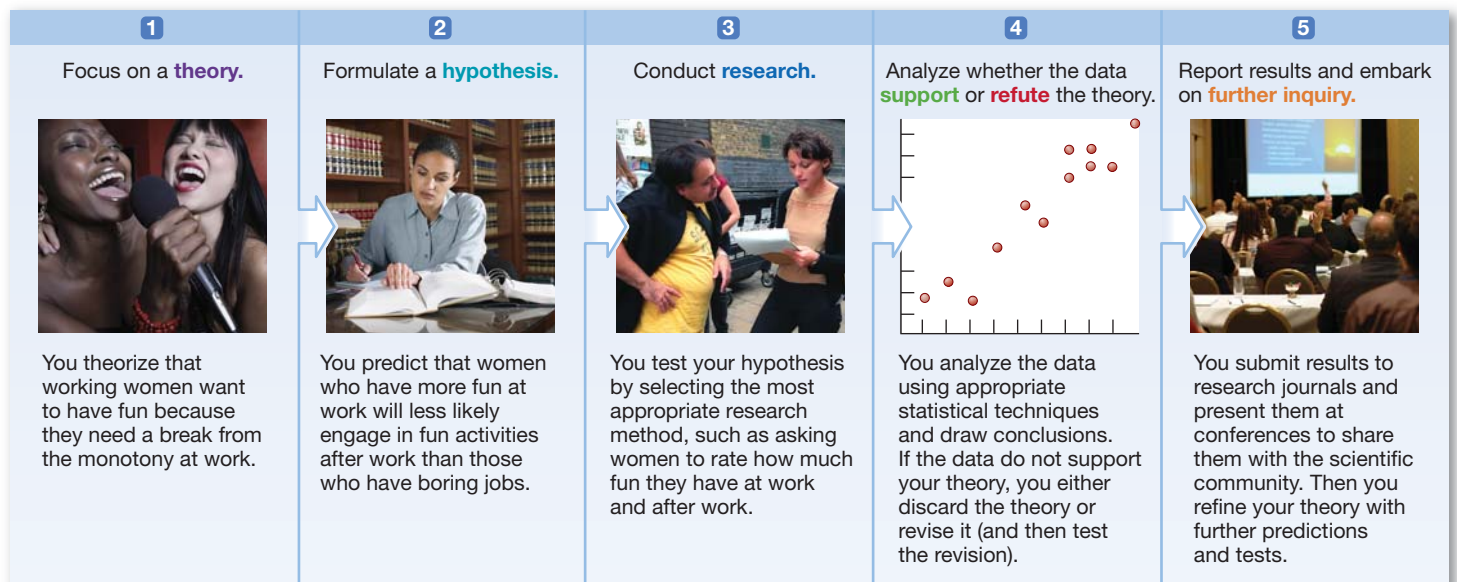 1
Focus on a theory.
You theorize that
working women want
to have fun because
they need a break from
the monotony at work.
2
Formulate a hypothesis.
You predict that women
who have more fun at
work will less likely
engage in fun activities
after work than those
who have boring jobs.
3
Conduct research.
You test your hypothesis
by selecting the most
appropriate research
method, such as asking
women to rate how much
fun they have at work
and after work.
4
Analyze whether the data
support or refute the theory.
You analyze the data
using appropriate
statistical techniques
and draw conclusions.
If the data do not support
your theory, you either
discard the theory or
revise it (and then test
the revision).
5
Report results and embark
on further inquiry.
You submit results to
research journals and
present them at
conferences to share
them with the scientific
community. Then you
refine your theory with
further predictions
and tests.